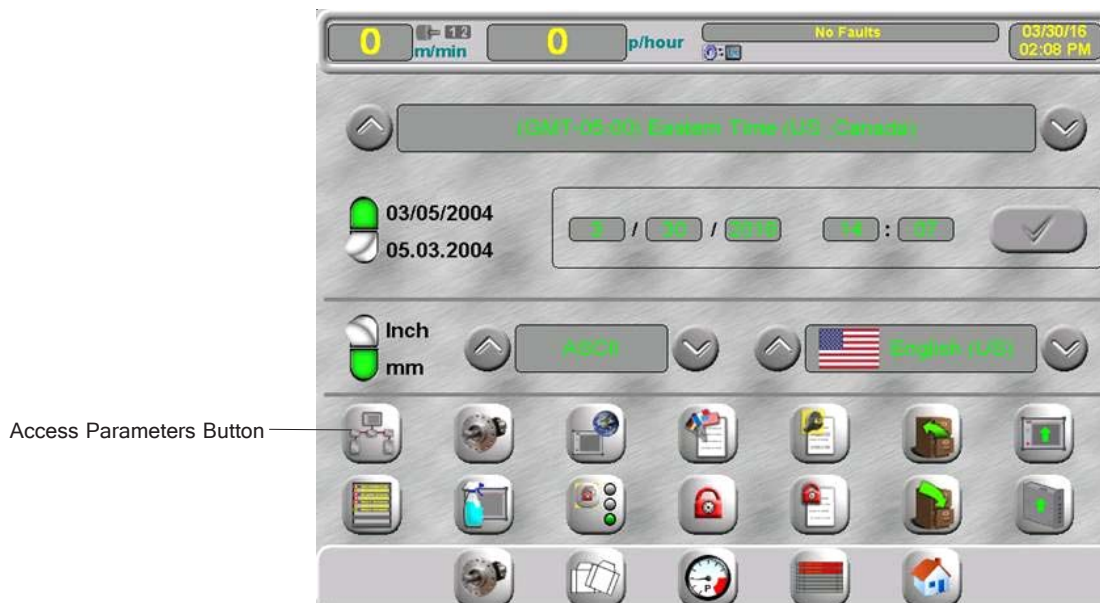 0
1 2
m/min
0
p/hour
No Faults
03/30/16
02:08 PM
(GMT-05:00) Eastern Time (US, Canada)
03/05/2004
05.03.2004
3 / 30 / 2016 14 : 07
Inch
mm
ASCII
English (US)
Access Parameters Button
P